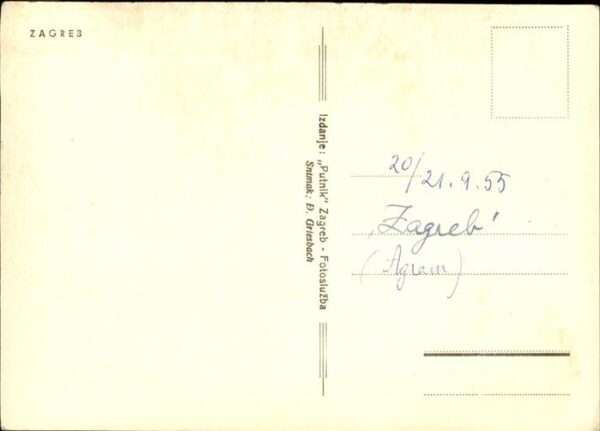 ZAGREB
Izdanje: „Putnik" Zagreb - Fotoslužba
Snimak: Đ. Griesbach
20/21.9.55
‚Zagreb'
(Agram)